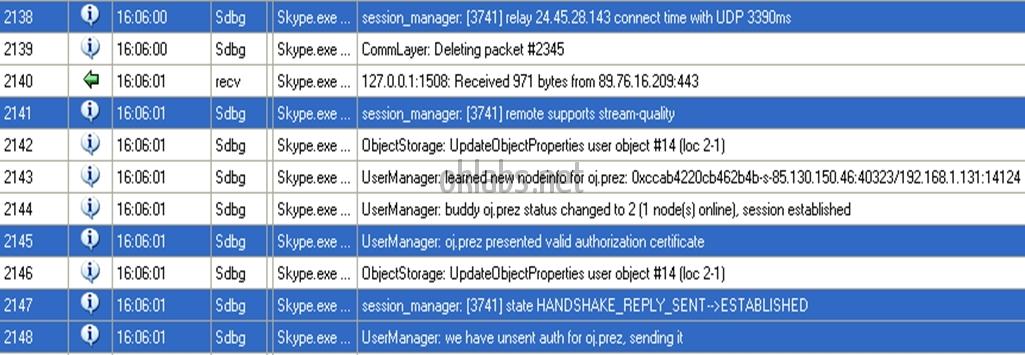 2138 16:06:00 Sdbg Skype.exe ... session_manager: [3741] relay 24.45.28.143 connect time with UDP 3390ms
2139 16:06:00 Sdbg Skype.exe ... CommLayer: Deleting packet #2345
2140 16:06:01 recv Skype.exe ... 127.0.0.1:1508: Received 971 bytes from 89.76.16.209:443
2141 16:06:01 Sdbg Skype.exe ... session_manager: [3741] remote supports stream-quality
2142 16:06:01 Sdbg Skype.exe ... ObjectStorage: UpdateObjectProperties user object #14 (loc 2-1)
2143 16:06:01 Sdbg Skype.exe ... UserManager: learned new nodeinfo for oj.prez: 0xccab4220cb462b4b-s-85.130.150.46:40323/192.168.1.131:14124
ohlabs.net
2144 16:06:01 Sdbg Skype.exe ... UserManager: buddy oj.prez status changed to 2 (1 node(s) online), session established
2145 16:06:01 Sdbg Skype.exe ... UserManager: oj.prez presented valid authorization certificate
2146 16:06:01 Sdbg Skype.exe ... ObjectStorage: UpdateObjectProperties user object #14 (loc 2-1)
2147 16:06:01 Sdbg Skype.exe ... session_manager: [3741] state HANDSHAKE_REPLY_SENT-->ESTABLISHED
2148 16:06:01 Sdbg Skype.exe ... UserManager: we have unsent auth for oj.prez, sending it